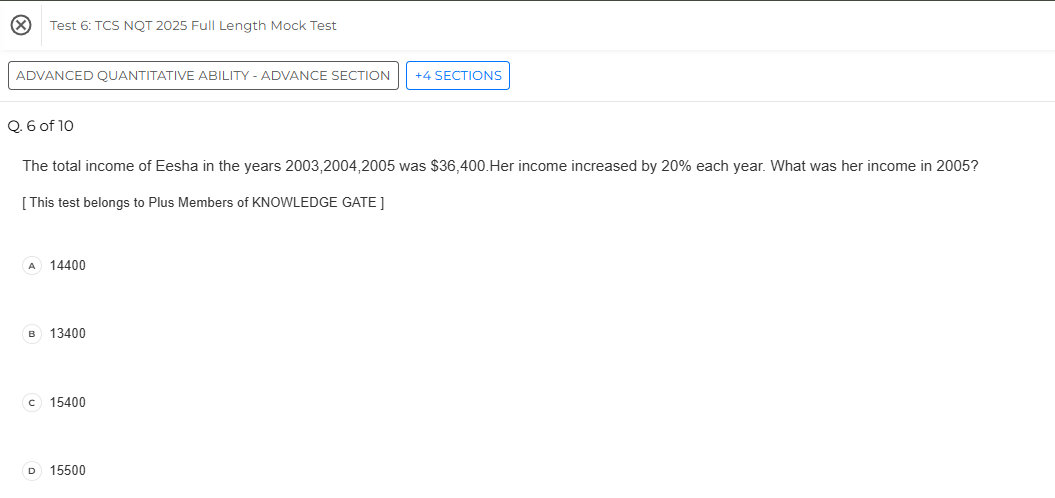 Test 6: TCS NQT 2025 Full Length Mock Test
ADVANCED QUANTITATIVE ABILITY - ADVANCE SECTION
+4 SECTIONS
Q. 6 of 10
The total income of Eesha in the years 2003,2004,2005 was $36,400.Her income increased by 20% each year. What was her income in 2005?
[ This test belongs to Plus Members of KNOWLEDGE GATE ]
A 14400
B 13400
C 15400
D 15500